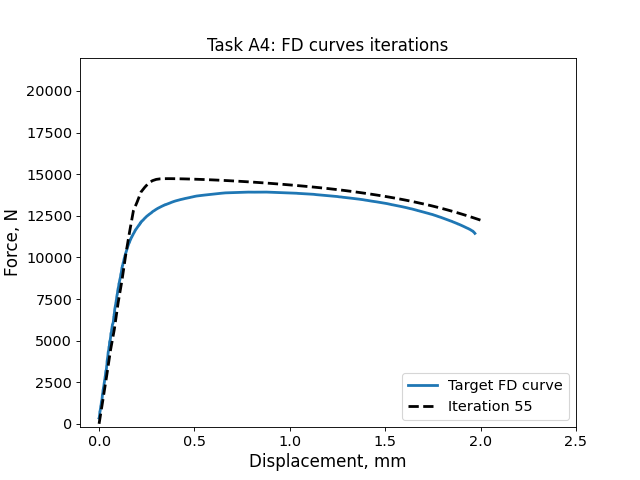 Task A4: FD curves iterations
Force, N
20000
17500
15000
12500
10000
7500
5000
2500
0
Target FD curve
Iteration 55
0.0 0.5 1.0 1.5 2.0 2.5
Displacement, mm